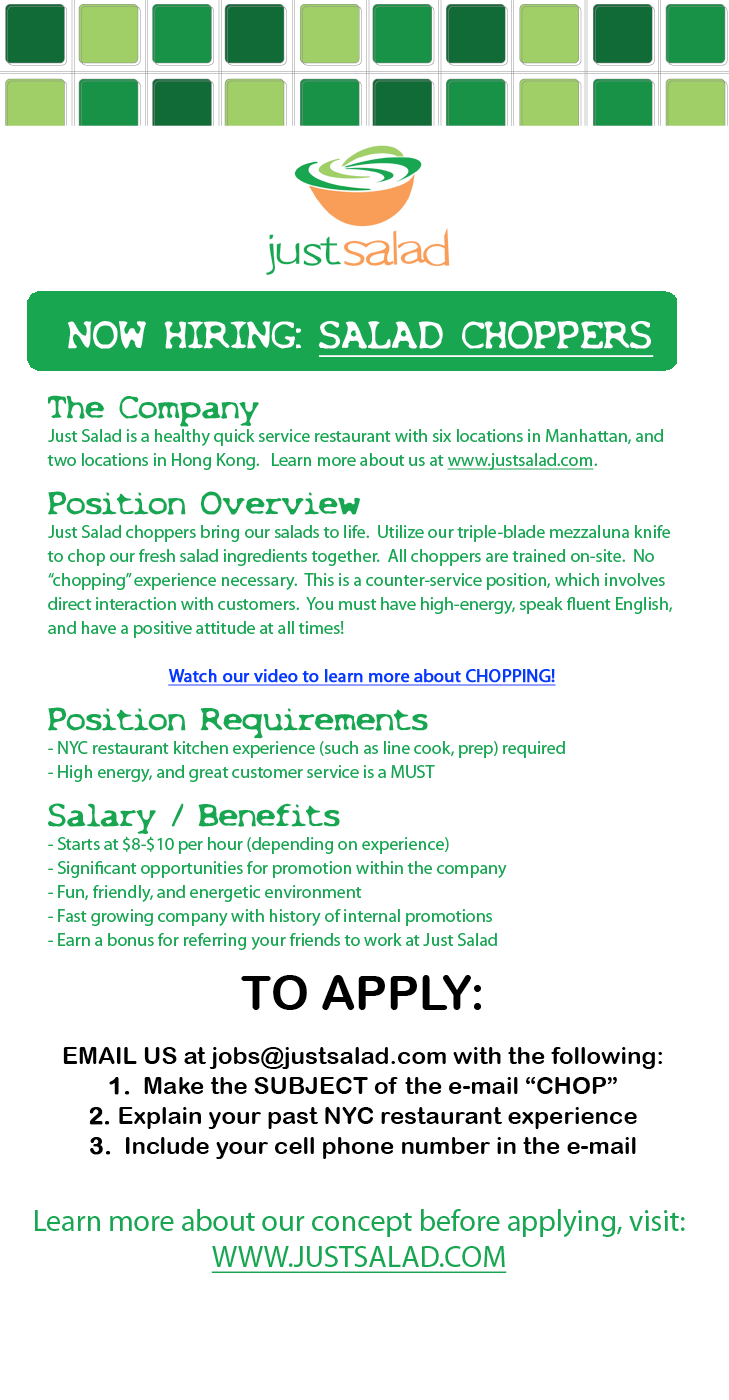 justsalad
NOW HIRING: SALAD CHOPPERS
The Company
Just Salad is a healthy quick service restaurant with six locations in Manhattan, and
two locations in Hong Kong.   Learn more about us at www.justsalad.com.
Position Overview
Just Salad choppers bring our salads to life.  Utilize our triple-blade mezzaluna knife
to chop our fresh salad ingredients together.  All choppers are trained on-site.  No
“chopping” experience necessary.  This is a counter-service position, which involves
direct interaction with customers.  You must have high-energy, speak fluent English,
and have a positive attitude at all times!
Watch our video to learn more about CHOPPING!
Position Requirements
- NYC restaurant kitchen experience (such as line cook, prep) required
- High energy, and great customer service is a MUST
Salary / Benefits
- Starts at $8-$10 per hour (depending on experience)
- Significant opportunities for promotion within the company
- Fun, friendly, and energetic environment
- Fast growing company with history of internal promotions
- Earn a bonus for referring your friends to work at Just Salad
TO APPLY:
EMAIL US at jobs@justsalad.com with the following:
1.  Make the SUBJECT of the e-mail “CHOP”
2. Explain your past NYC restaurant experience
3.  Include your cell phone number in the e-mail
Learn more about our concept before applying, visit:
WWW.JUSTSALAD.COM